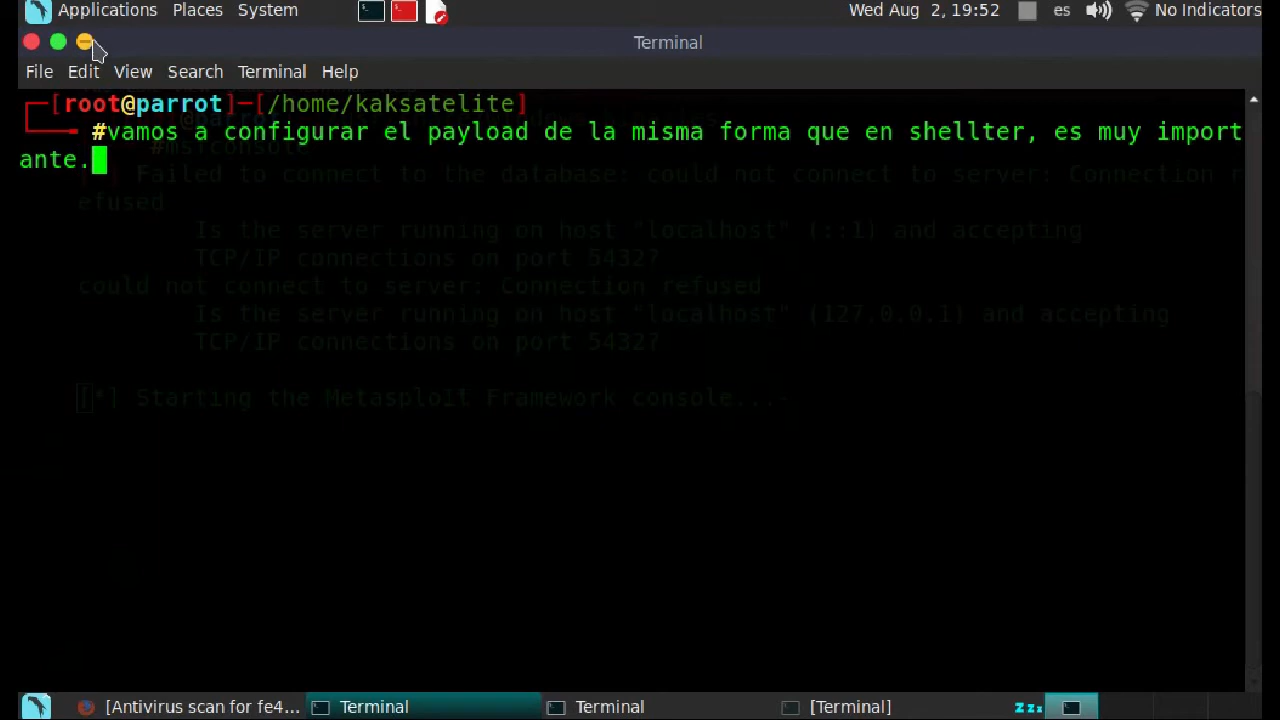 Applications Places System Wed Aug 2, 19:52 es No Indicators
Terminal
File Edit View Search Terminal Help
┌─[root@parrot]─[/home/kaksatelite]
└──╼ #vamos a configurar el payload de la misma forma que en shellter, es muy import
ante.
#msfconsole
Failed to connect to the database: could not connect to server: Connection r
efused
Is the server running on host "localhost" (::1) and accepting
TCP/IP connections on port 5432?
could not connect to server: Connection refused
Is the server running on host "localhost" (127.0.0.1) and accepting
TCP/IP connections on port 5432?
[*] Starting the Metasploit Framework console...-
[Antivirus scan for fe4... Terminal Terminal [Terminal] zzz